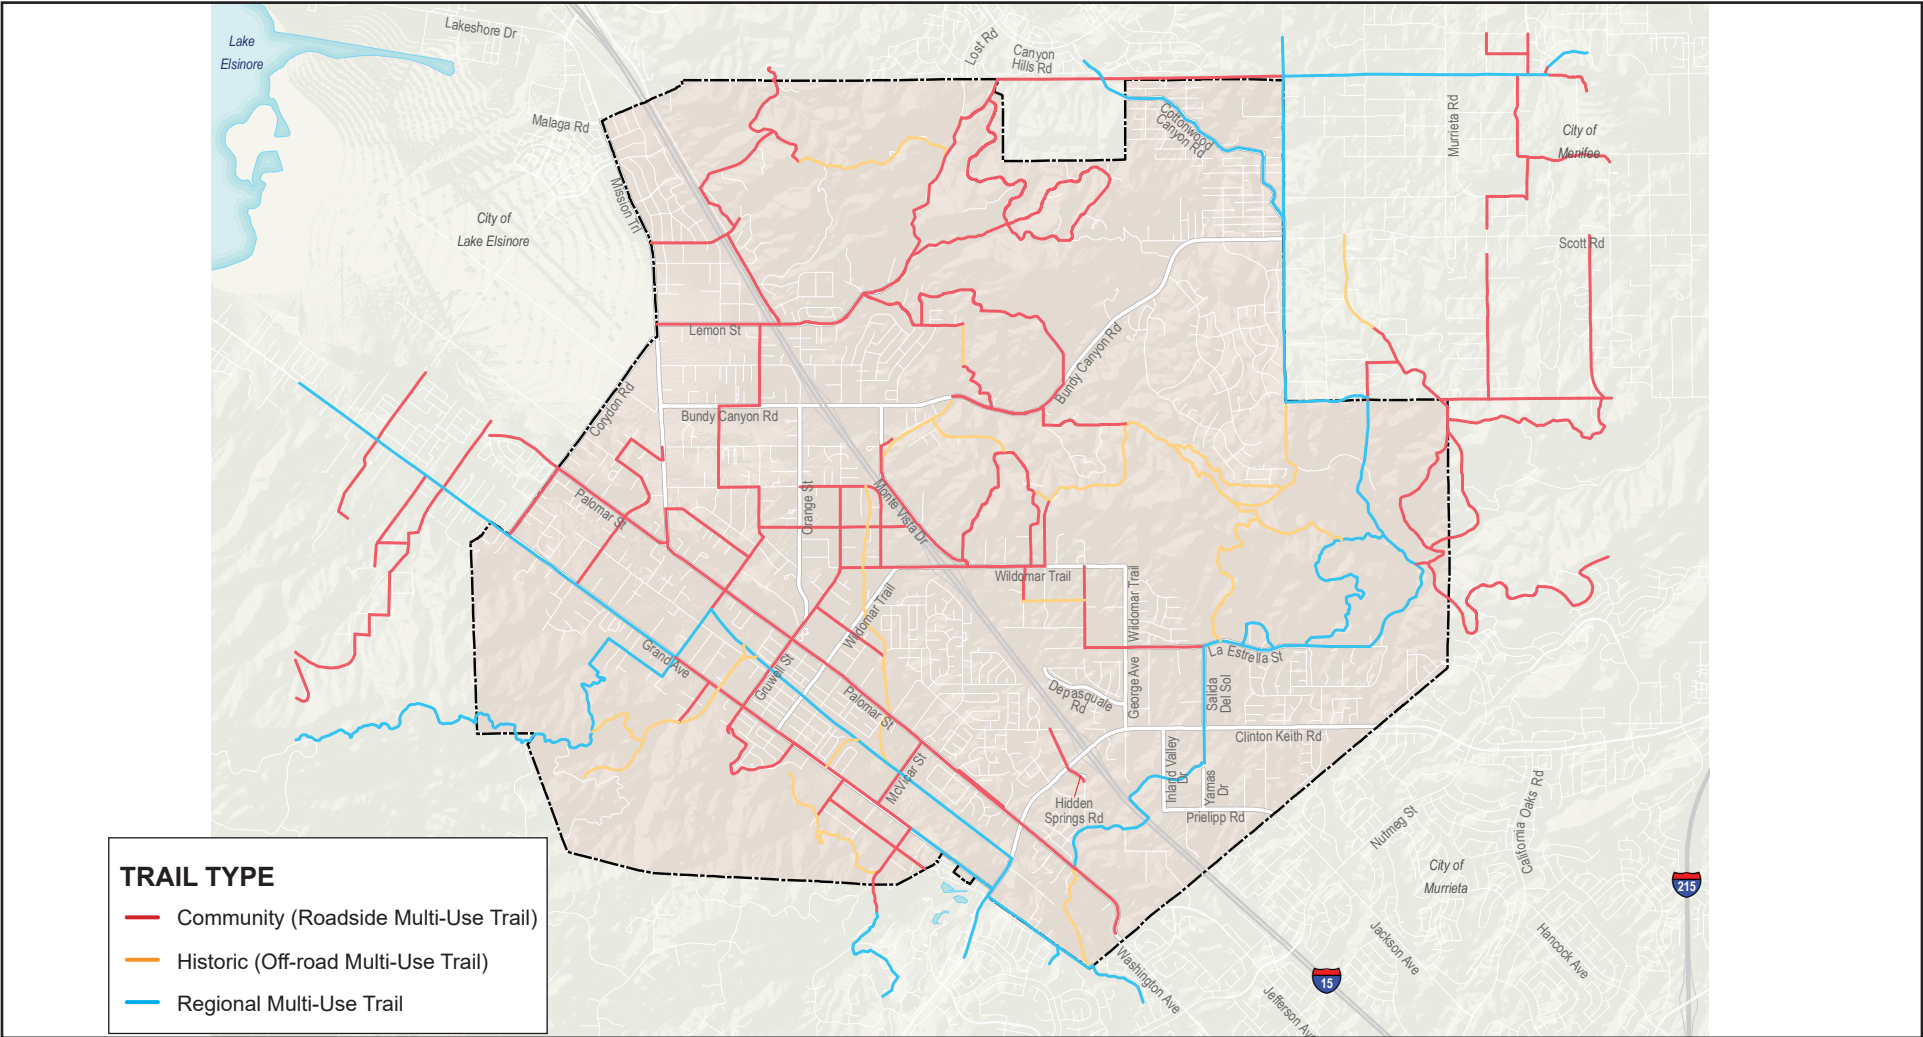 Lakeshore Dr
Lake
Elsinore
Lost Rd
Canyon
Hills Rd
Malaga Rd
Cottonwood
Canyon Rd
Murrieta Rd
City of
Menifee
Mission Trl
City of
Lake Elsinore
Scott Rd
Lemon St
Bundy Canyon Rd
Corydon Rd
Bundy Canyon Rd
Palomar St
Orange St
Monte Vista Dr
Wildomar Trail
Wildomar Trail
Wildomar Trail
Grand Ave
Gruwell St
La Estrella St
Palomar St
Depasquale
Rd
George Ave
Salida
Del Sol
Clinton Keith Rd
McVicar St
Inland Valley
Dr
Yamas
Dr
Hidden
Springs Rd
Prielipp Rd
Nutmeg St
California Oaks Rd
City of
Murrieta
215
Washington Ave
Jackson Ave
Hancock Ave
15
Jefferson Ave
TRAIL TYPE
Community (Roadside Multi-Use Trail)
Historic (Off-road Multi-Use Trail)
Regional Multi-Use Trail